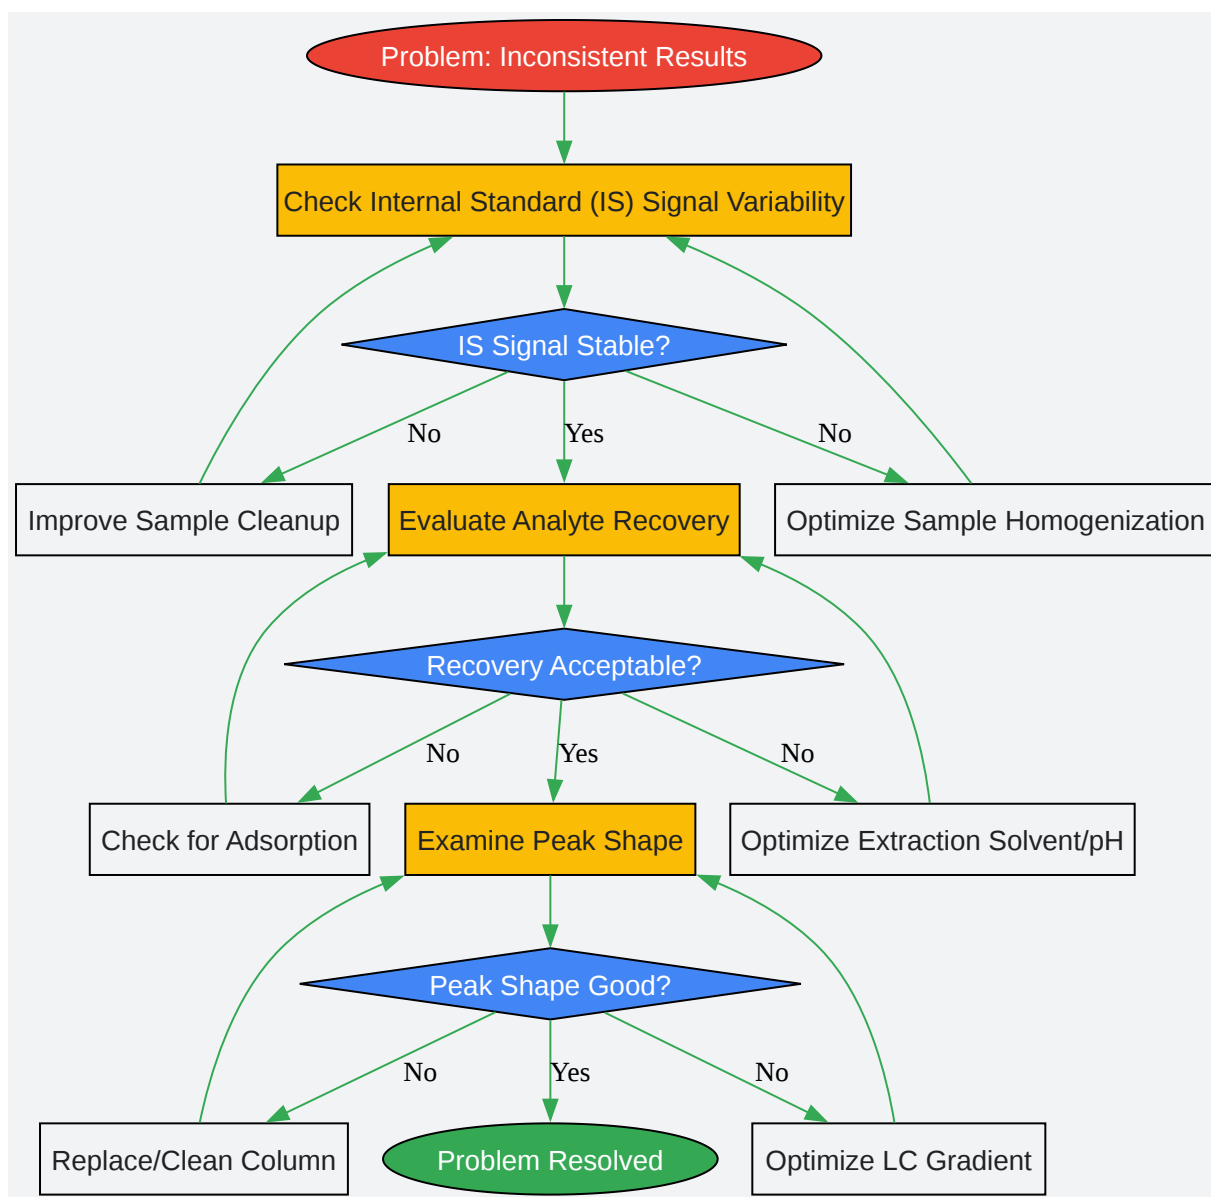 Problem: Inconsistent Results
Check Internal Standard (IS) Signal Variability
IS Signal Stable?
No
Yes
No
Improve Sample Cleanup
Evaluate Analyte Recovery
Optimize Sample Homogenization
Recovery Acceptable?
No
Yes
No
Check for Adsorption
Examine Peak Shape
Optimize Extraction Solvent/pH
Peak Shape Good?
No
Yes
No
Replace/Clean Column
Problem Resolved
Optimize LC Gradient